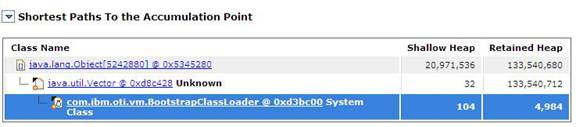 Shortest Paths To the Accumulation Point
Class Name Shallow Heap Retained Heap
java.lang.Object[5242880] @ 0x5345280 20,971,536 133,540,680
java.util.Vector @ 0xd8c428 Unknown 32 133,540,712
com.ibm.oti.vm.BootstrapClassLoader @ 0xd3bc00 System Class 104 4,984